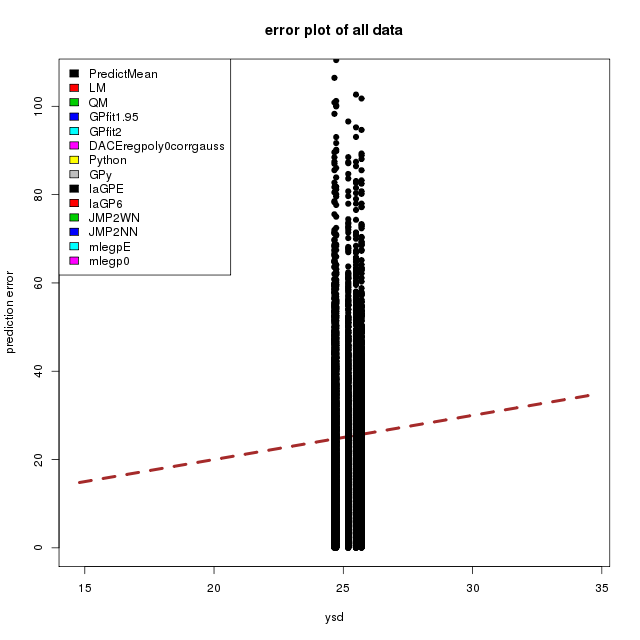 error plot of all data
PredictMean
LM
QM
GPfit1.95
GPfit2
DACEregpoly0corrgauss
Python
GPy
laGPE
laGP6
JMP2WN
JMP2NN
mlegpE
mlegp0
prediction error
0
20
40
60
80
100
15
20
25
30
35
ysd